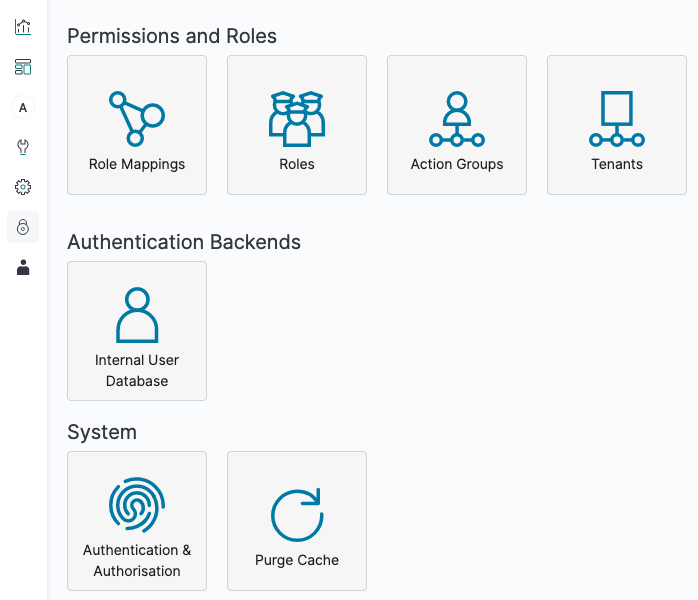 A
Permissions and Roles
Role Mappings
Roles
Action Groups
Tenants
Authentication Backends
Internal User
Database
System
Authentication &
Authorisation
Purge Cache